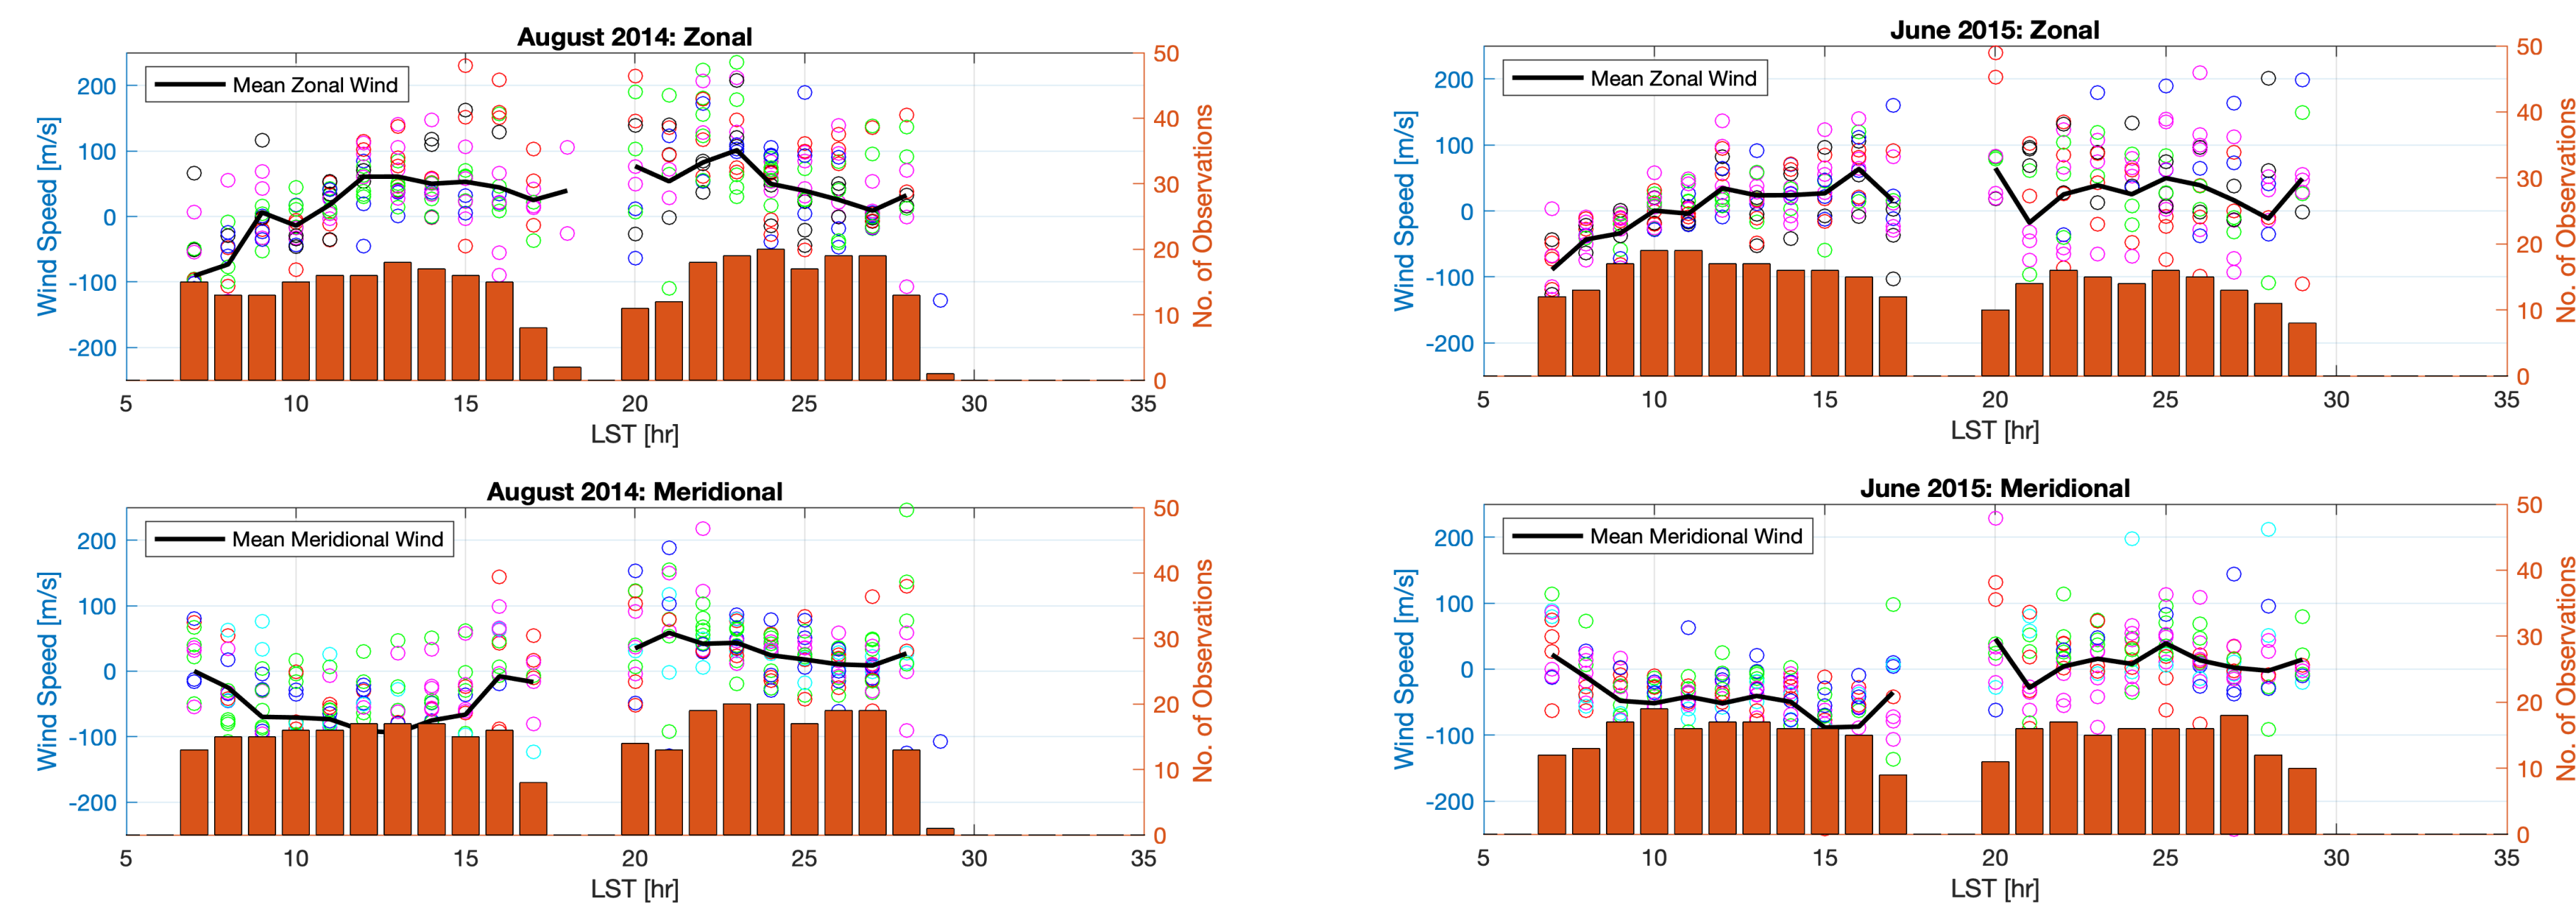 August 2014: Zonal
Mean Zonal Wind
Wind Speed [m/s]
200
100
0
-100
-200
50
40
30
20
10
0
No. of Observations
5 10 15 20 25 30 35
LST [hr]
June 2015: Zonal
Mean Zonal Wind
Wind Speed [m/s]
200
100
0
-100
-200
50
40
30
20
10
0
No. of Observations
5 10 15 20 25 30 35
LST [hr]
August 2014: Meridional
Mean Meridional Wind
Wind Speed [m/s]
200
100
0
-100
-200
50
40
30
20
10
0
No. of Observations
5 10 15 20 25 30 35
LST [hr]
June 2015: Meridional
Mean Meridional Wind
Wind Speed [m/s]
200
100
0
-100
-200
50
40
30
20
10
0
No. of Observations
5 10 15 20 25 30 35
LST [hr]